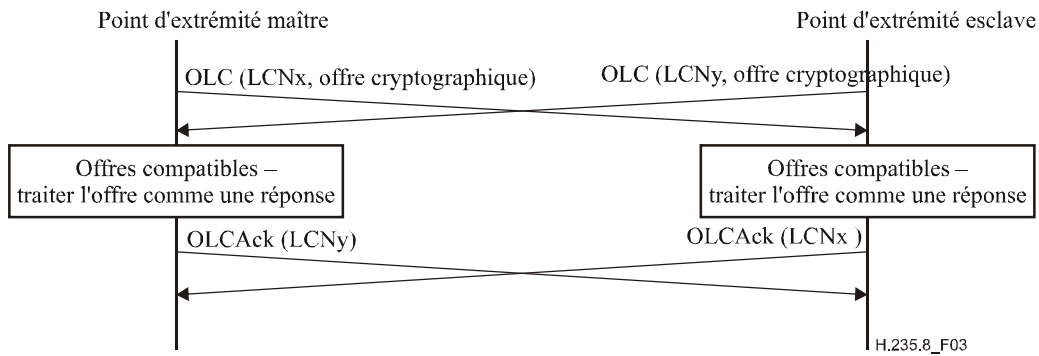 Point d'extrémité maître
Point d'extrémité esclave
OLC (LCNx, offre cryptographique)
OLC (LCNy, offre cryptographique)
Offres compatibles –
traiter l'offre comme une réponse
Offres compatibles –
traiter l'offre comme une réponse
OLCAck (LCNy)
OLCAck (LCNx )
H.235.8_F03